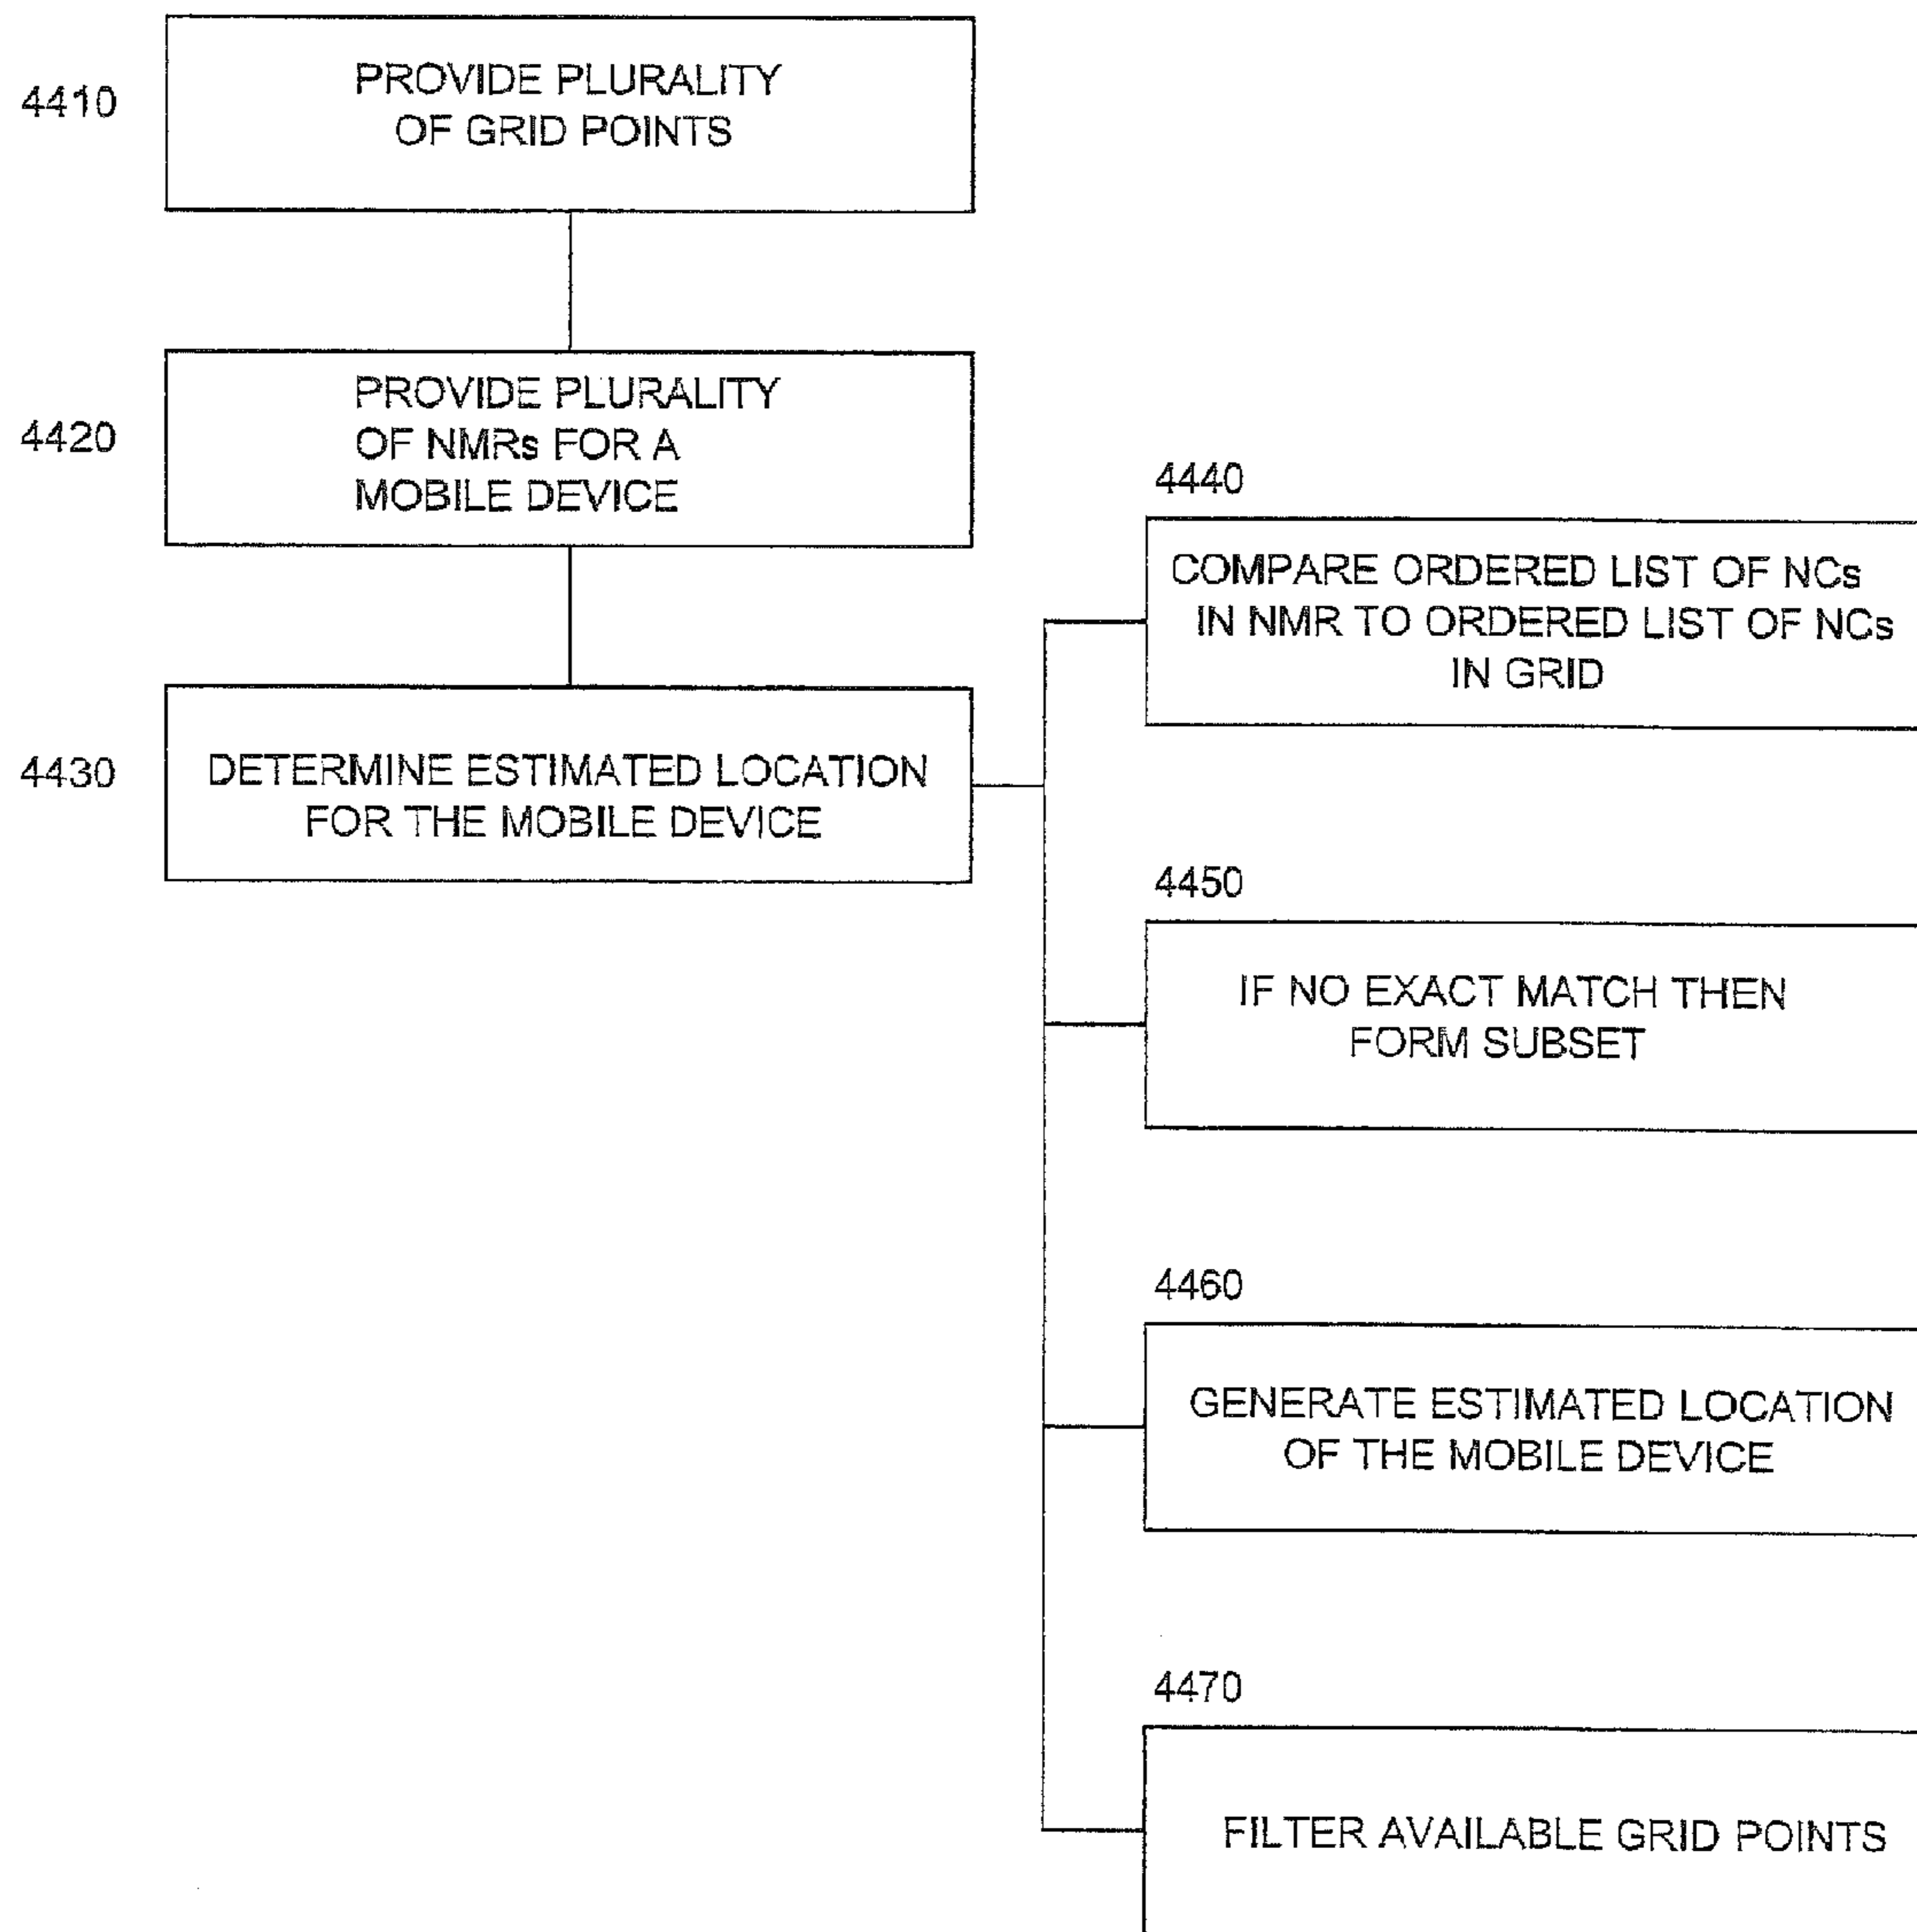 4410
PROVIDE PLURALITY
OF GRID POINTS
4420
PROVIDE PLURALITY
OF NMRs FOR A
MOBILE DEVICE
4430
DETERMINE ESTIMATED LOCATION
FOR THE MOBILE DEVICE
4440
COMPARE ORDERED LIST OF NCs
IN NMR TO ORDERED LIST OF NCs
IN GRID
4450
IF NO EXACT MATCH THEN
FORM SUBSET
4460
GENERATE ESTIMATED LOCATION
OF THE MOBILE DEVICE
4470
FILTER AVAILABLE GRID POINTS